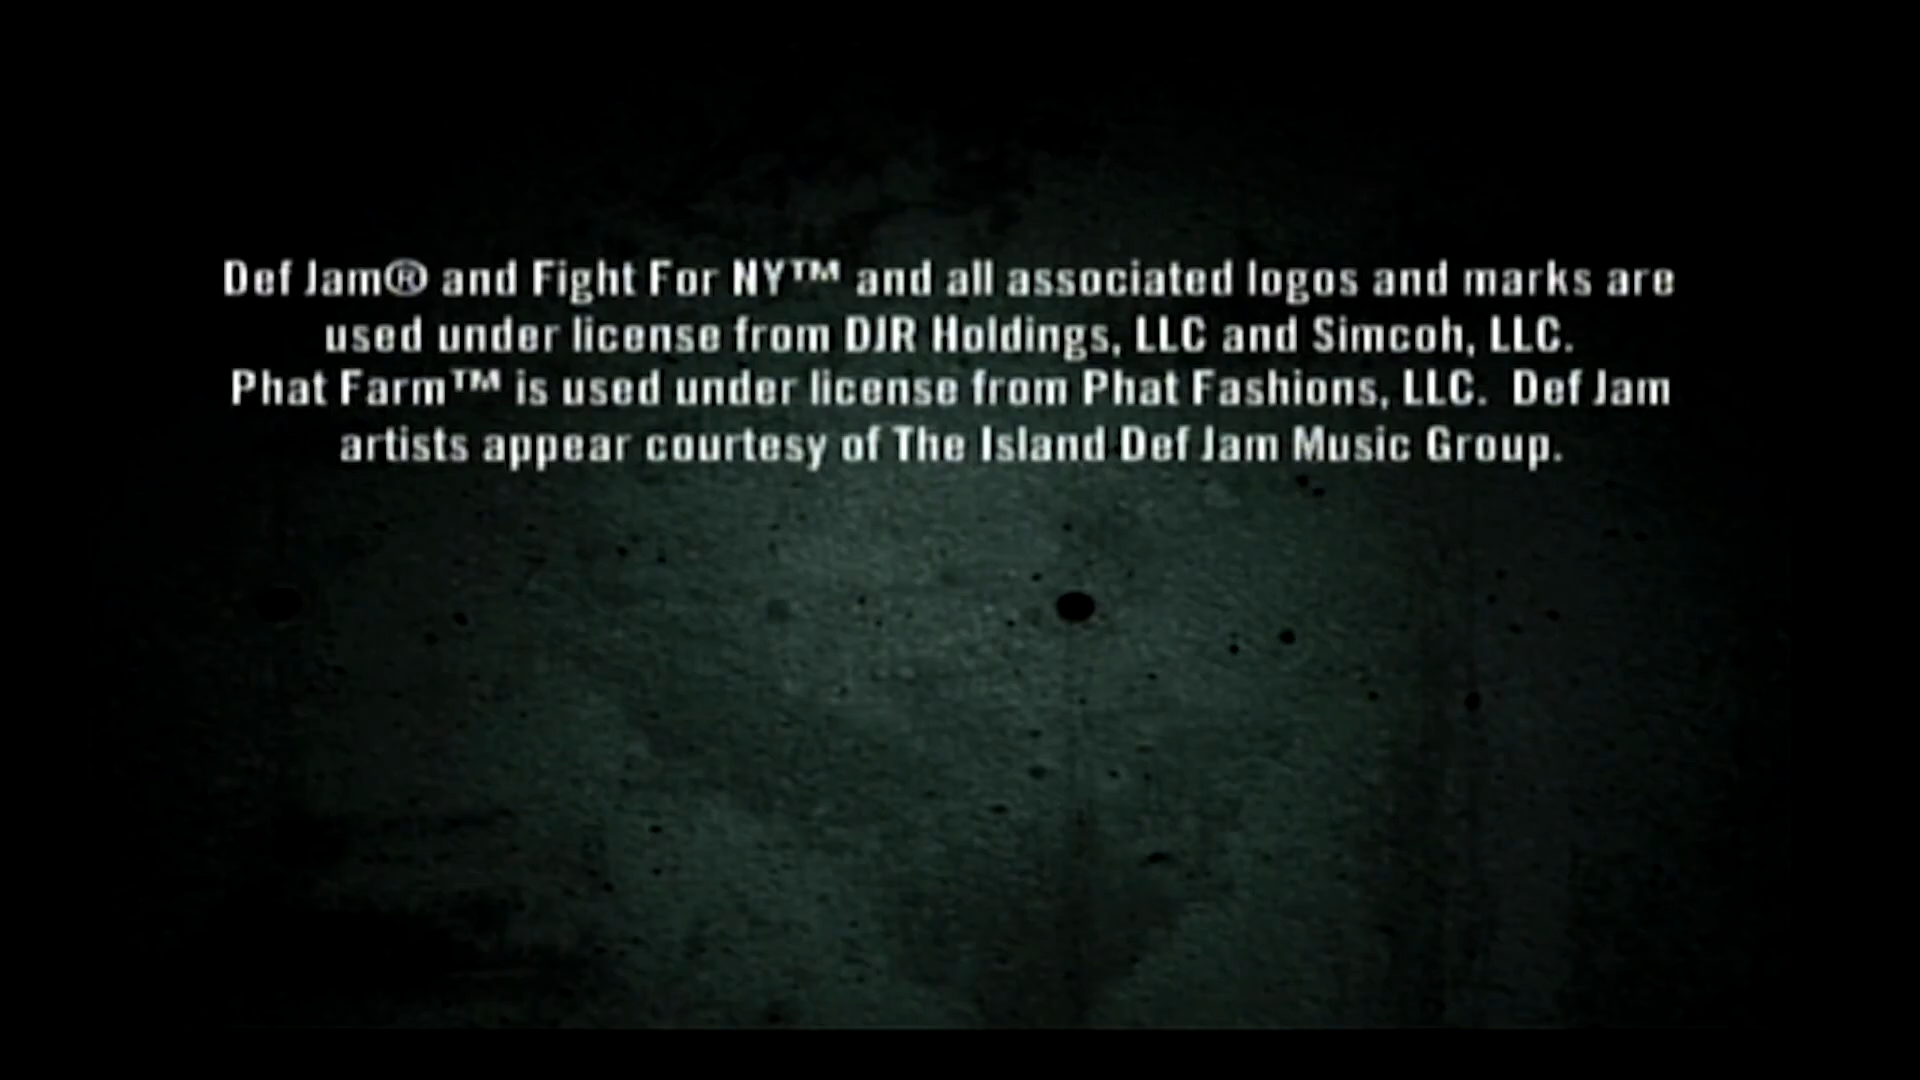 Def Jam® and Fight For NY™ and all associated logos and marks are
used under license from DJR Holdings, LLC and Simcoh, LLC.
Phat Farm™ is used under license from Phat Fashions, LLC.  Def Jam
artists appear courtesy of The Island Def Jam Music Group.